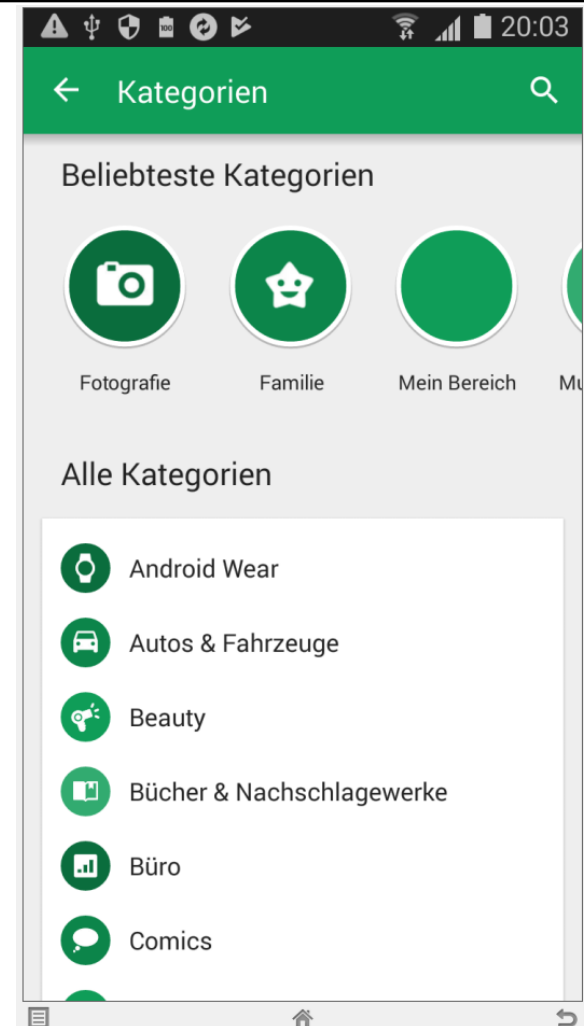 20:03
Kategorien
Beliebteste Kategorien
Fotografie
Familie
Mein Bereich
Mu
Alle Kategorien
Android Wear
Autos & Fahrzeuge
Beauty
Bücher & Nachschlagewerke
Büro
Comics